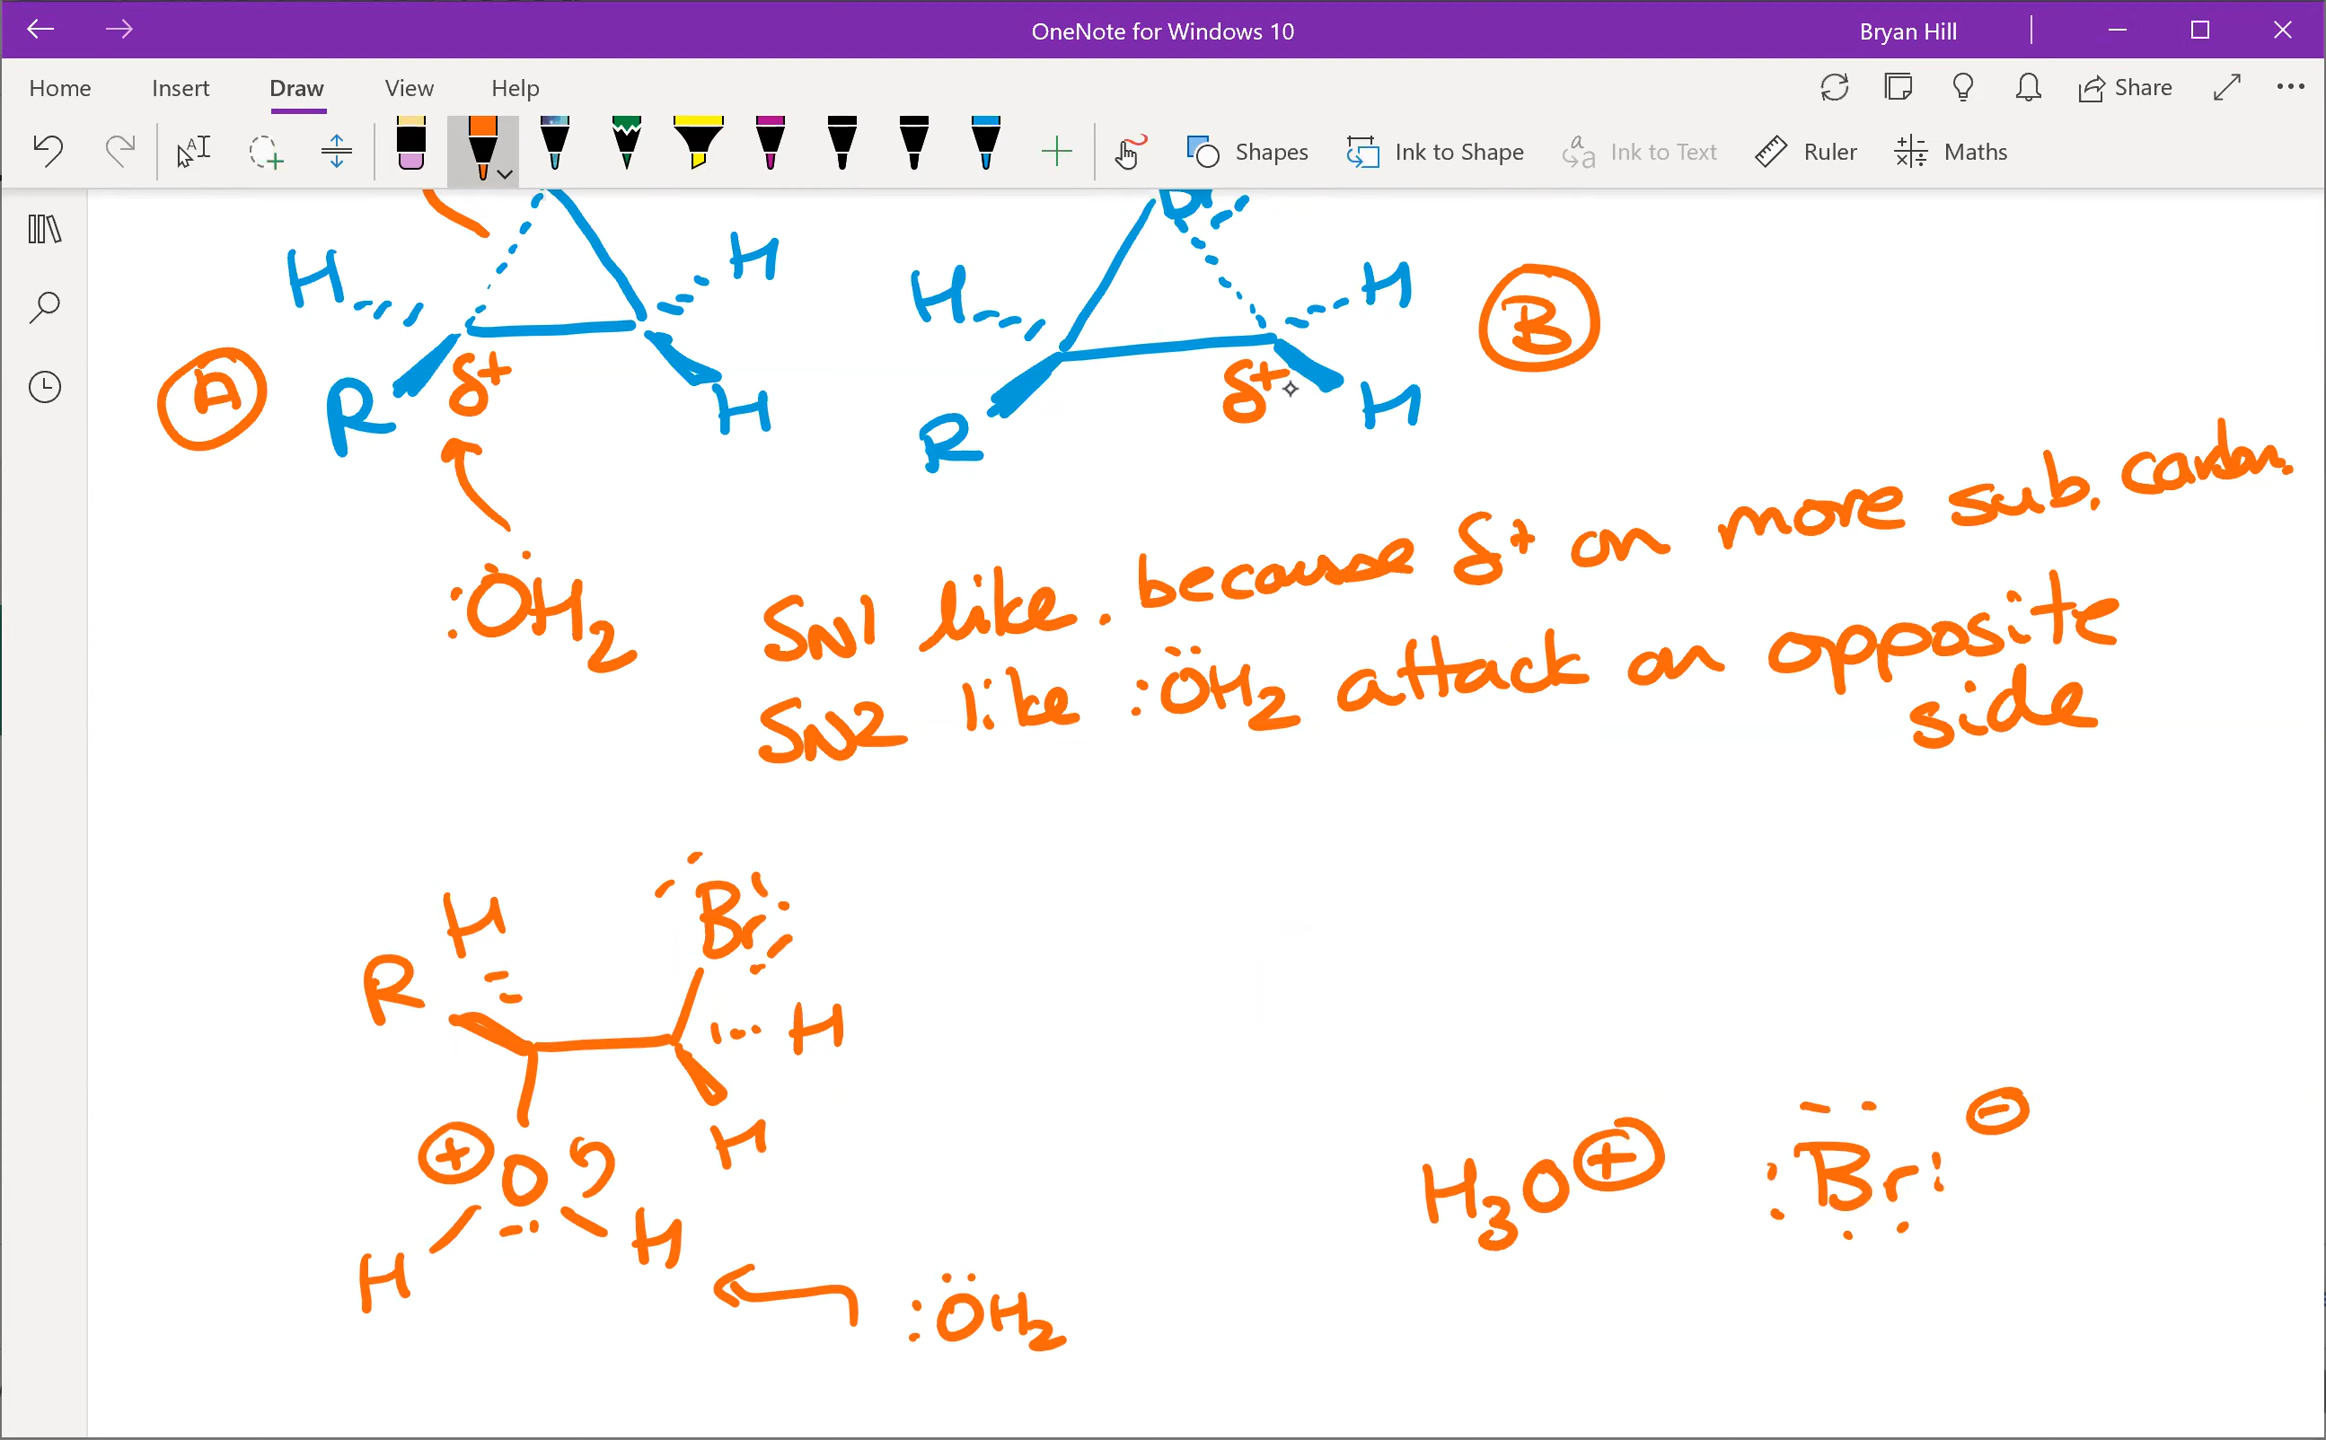 OneNote for Windows 10
Bryan Hill
Home Insert Draw View Help
Share
Shapes Ink to Shape Ink to Text Ruler Maths
Br
H H H H
A B
R δ+ H
R δ+ H
:ÖH2
SN1 like. because δ+ on more sub. carbon.
SN2 like :ÖH2 attack on opposite
side
H Br
R H
H
⊕ O
H H
:ÖH2
H3O⊕ :Br: ⊖